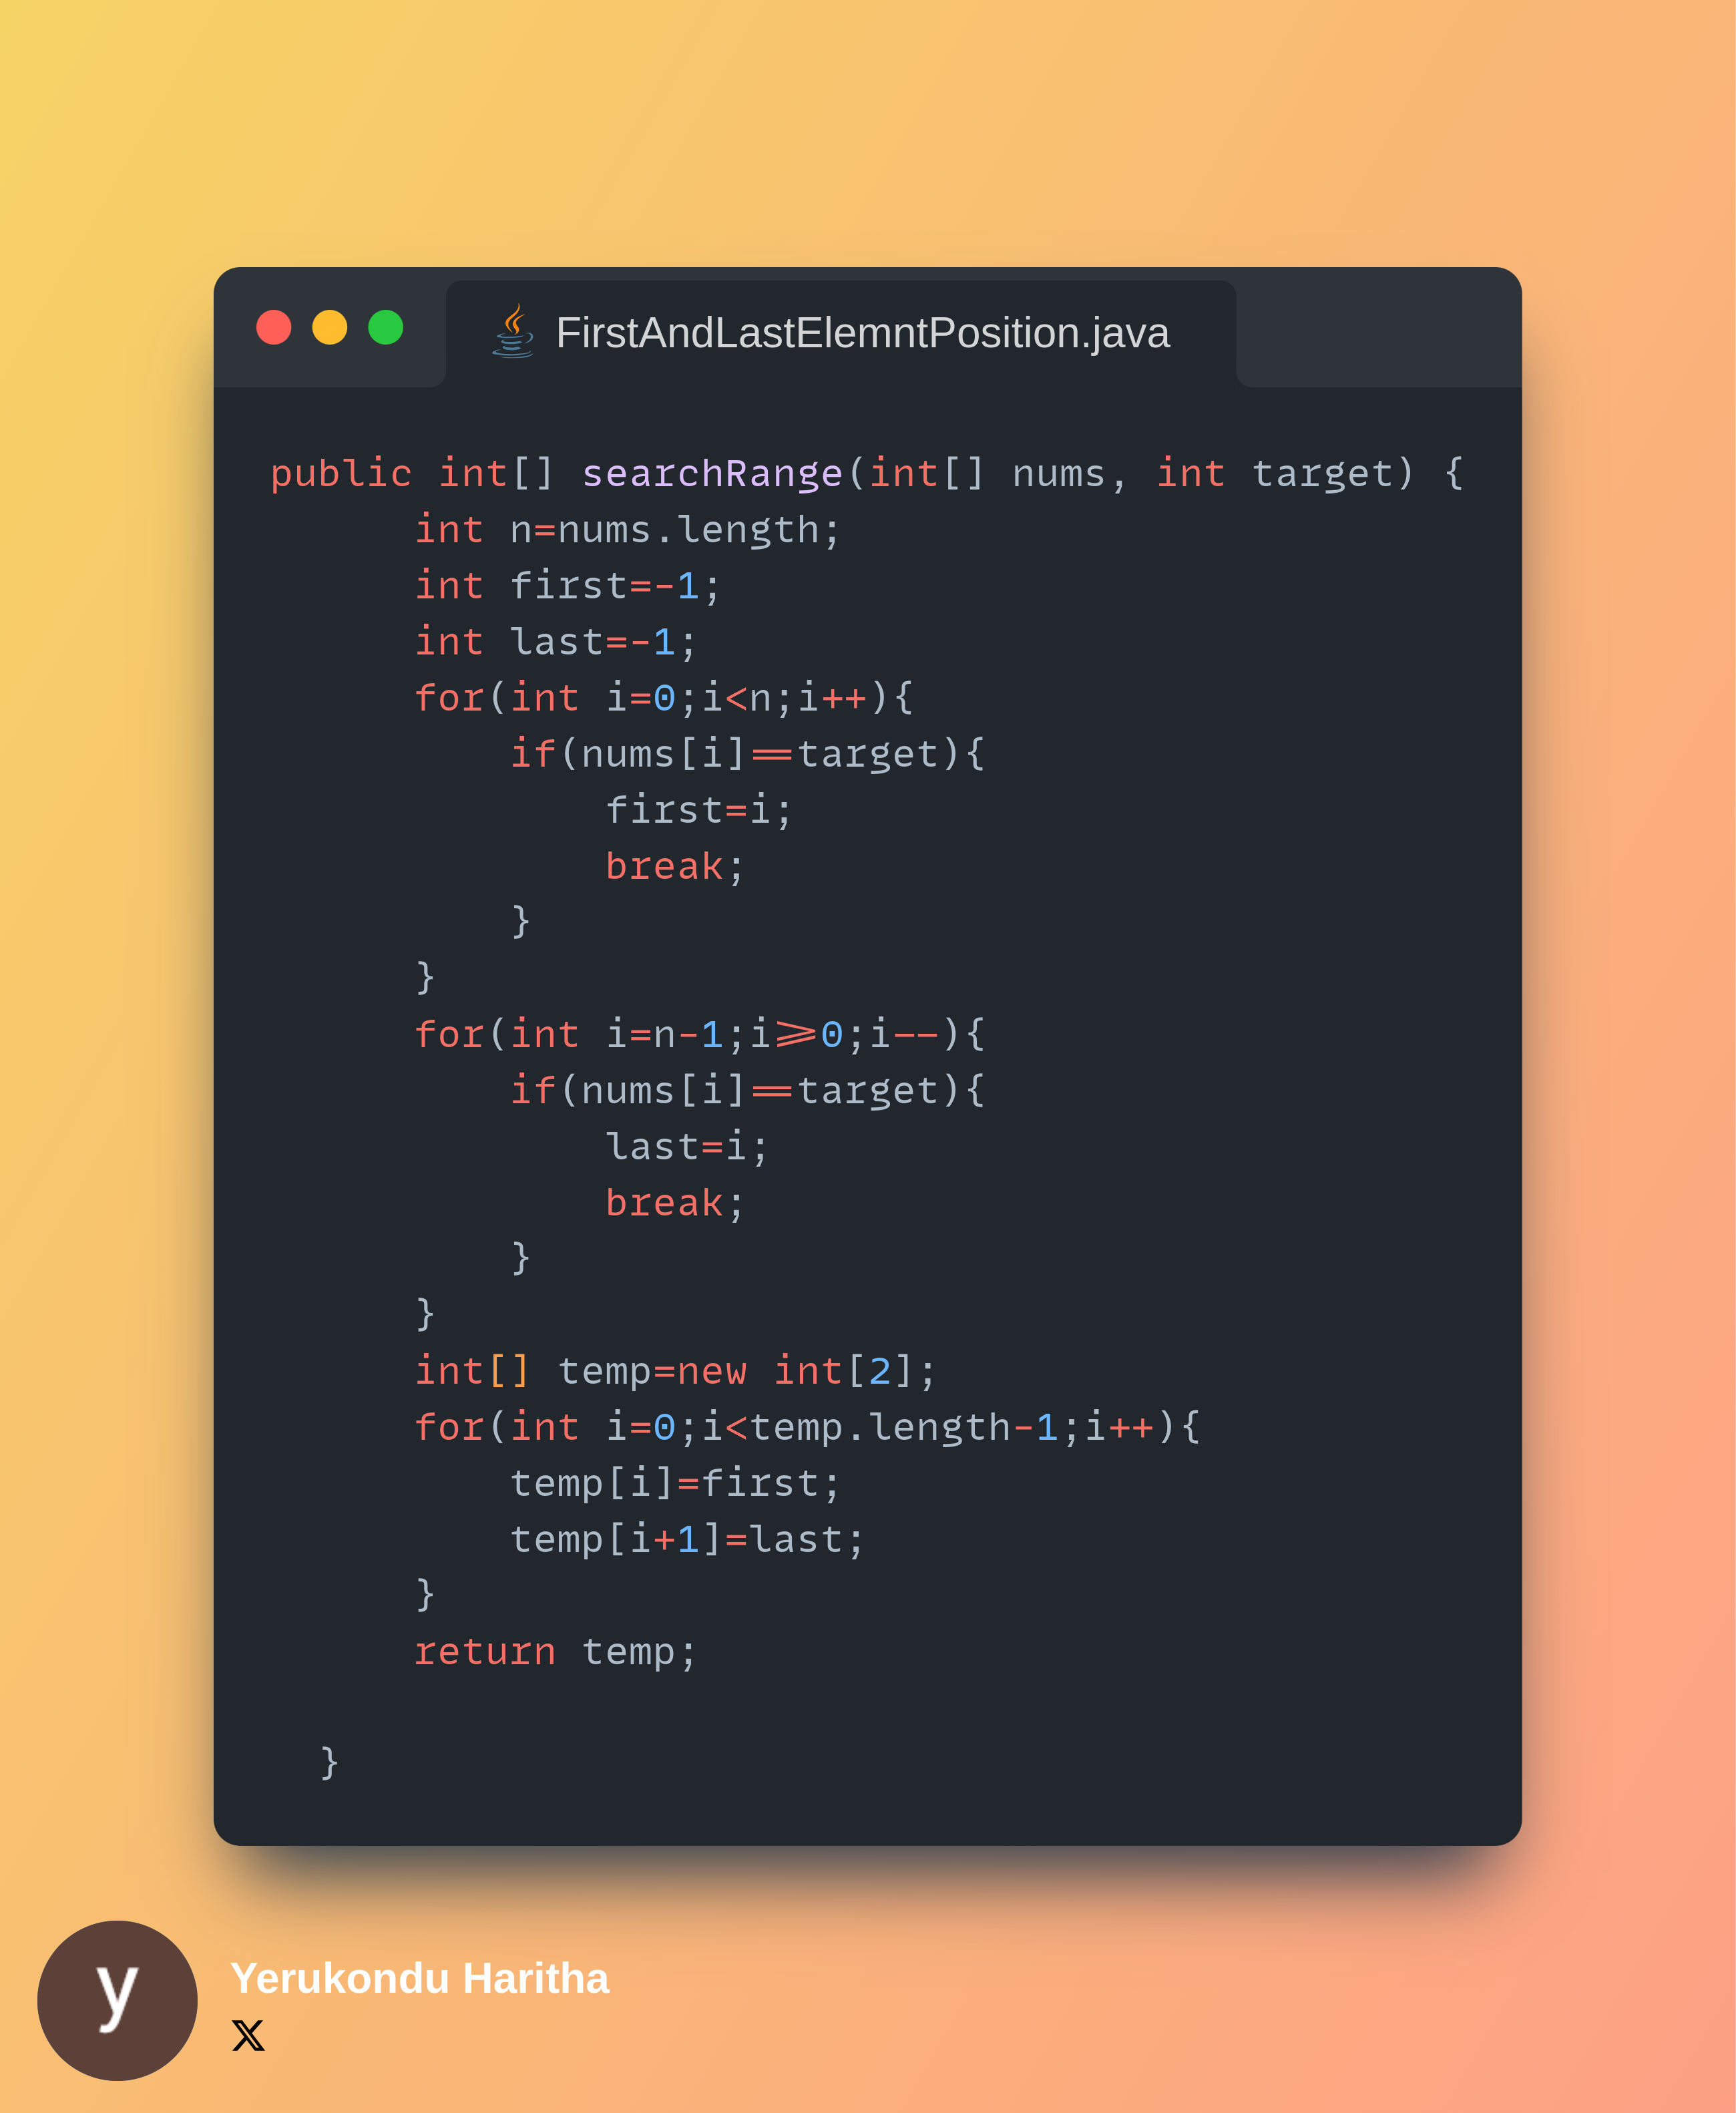 FirstAndLastElemntPosition.java
public int[] searchRange(int[] nums, int target) {
      int n=nums.length;
      int first=-1;
      int last=-1;
      for(int i=0;i<n;i++){
          if(nums[i]==target){
              first=i;
              break;
          }
      }
      for(int i=n-1;i>=0;i--){
          if(nums[i]==target){
              last=i;
              break;
          }
      }
      int[] temp=new int[2];
      for(int i=0;i<temp.length-1;i++){
          temp[i]=first;
          temp[i+1]=last;
      }
      return temp;

  }
y
Yerukondu Haritha
X